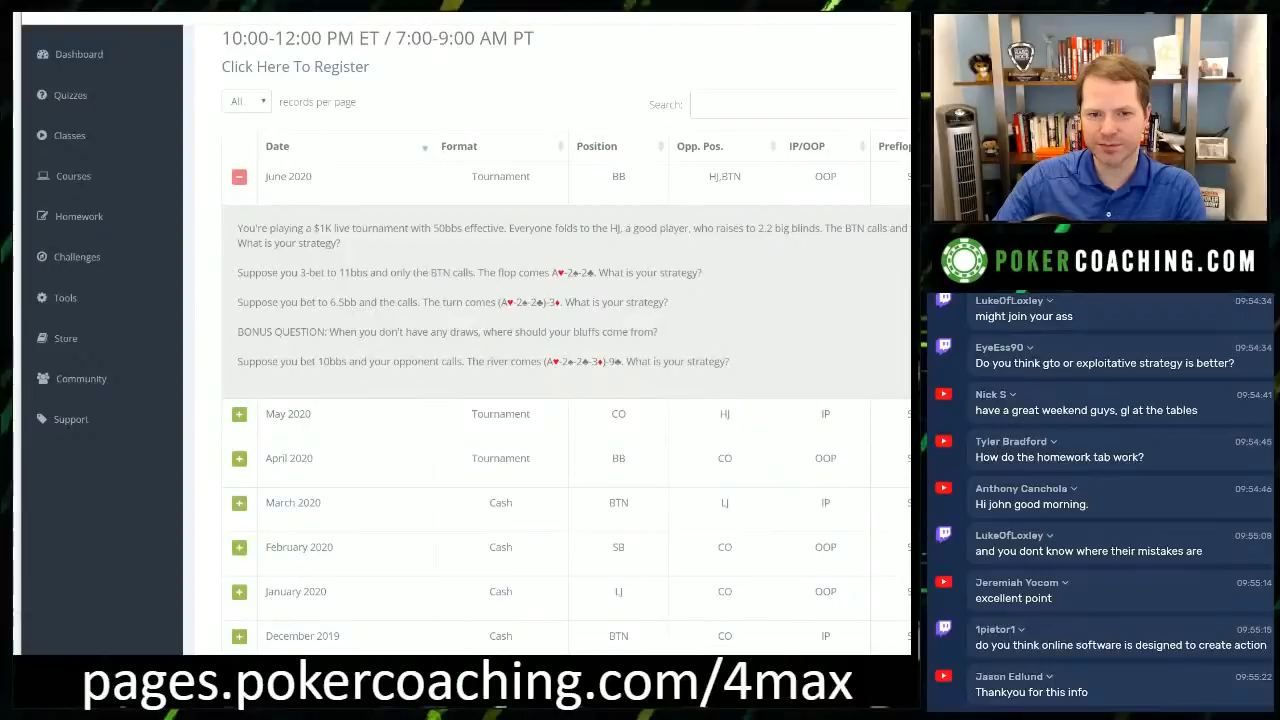 10:00-12:00 PM ET / 7:00-9:00 AM PT
Click Here To Register
All records per page
Search:
Date Format Position Opp. Pos. IP/OOP Preflop
June 2020 Tournament BB HJ,BTN OOP S
You're playing a $1K live tournament with 50bbs effective. Everyone folds to the HJ, a good player, who raises to 2.2 big blinds. The BTN calls and
What is your strategy?
Suppose you 3-bet to 11bbs and only the BTN calls. The flop comes A♥-2♠-2♣. What is your strategy?
Suppose you bet to 6.5bb and the calls. The turn comes (A♥-2♠-2♣)-3♦. What is your strategy?
BONUS QUESTION: When you don't have any draws, where should your bluffs come from?
Suppose you bet 10bbs and your opponent calls. The river comes (A♥-2♠-2♣-3♦)-9♣. What is your strategy?
May 2020 Tournament CO HJ IP S
April 2020 Tournament BB CO OOP S
March 2020 Cash BTN LJ IP S
February 2020 Cash SB CO OOP S
January 2020 Cash LJ CO OOP S
December 2019 Cash BTN CO IP S
Dashboard
Quizzes
Classes
Courses
Homework
Challenges
Tools
Store
Community
Support
POKERCOACHING.COM
LukeOfLoxley 09:54:34
might join your ass
EyeEss90 09:54:34
Do you think gto or exploitative strategy is better?
Nick S 09:54:41
have a great weekend guys, gl at the tables
Tyler Bradford 09:54:45
How do the homework tab work?
Anthony Canchola 09:54:46
Hi john good morning.
LukeOfLoxley 09:55:08
and you dont know where their mistakes are
Jeremiah Yocom 09:55:14
excellent point
1pietor1 09:55:15
do you think online software is designed to create action
Jason Edlund 09:55:22
Thankyou for this info
pages.pokercoaching.com/4max